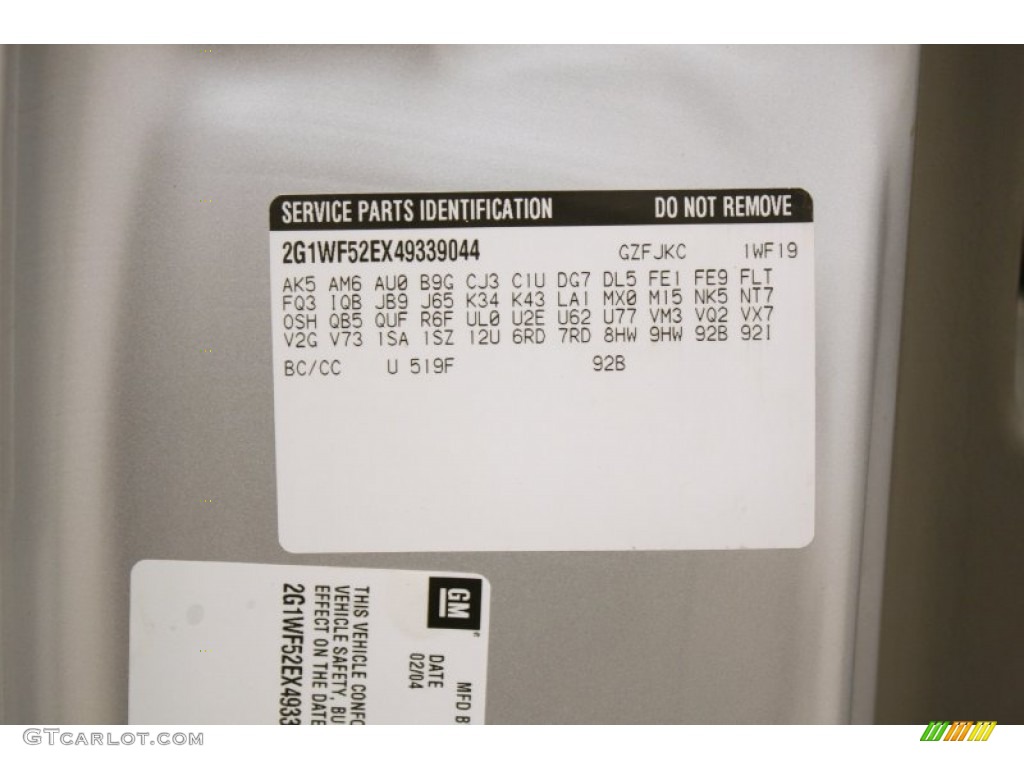 SERVICE PARTS IDENTIFICATION DO NOT REMOVE
2G1WF52EX49339044 GZFJKC 1WF19
AK5 AM6 AU0 B9G CJ3 C1U DG7 DL5 FE1 FE9 FLT
FQ3 1QB JB9 J65 K34 K43 LA1 MX0 M15 NK5 NT7
OSH QB5 QUF R6F UL0 U2E U62 U77 VM3 VQ2 VX7
V2G V73 1SA 1SZ 12U 6RD 7RD 8HW 9HW 92B 92I
BC/CC U 519F 92B
GM
MFD B
DATE
02/04
THIS VEHICLE CONFO
VEHICLE SAFETY, BU
EFFECT ON THE DATE
2G1WF52EX4933
GTcarlot.com